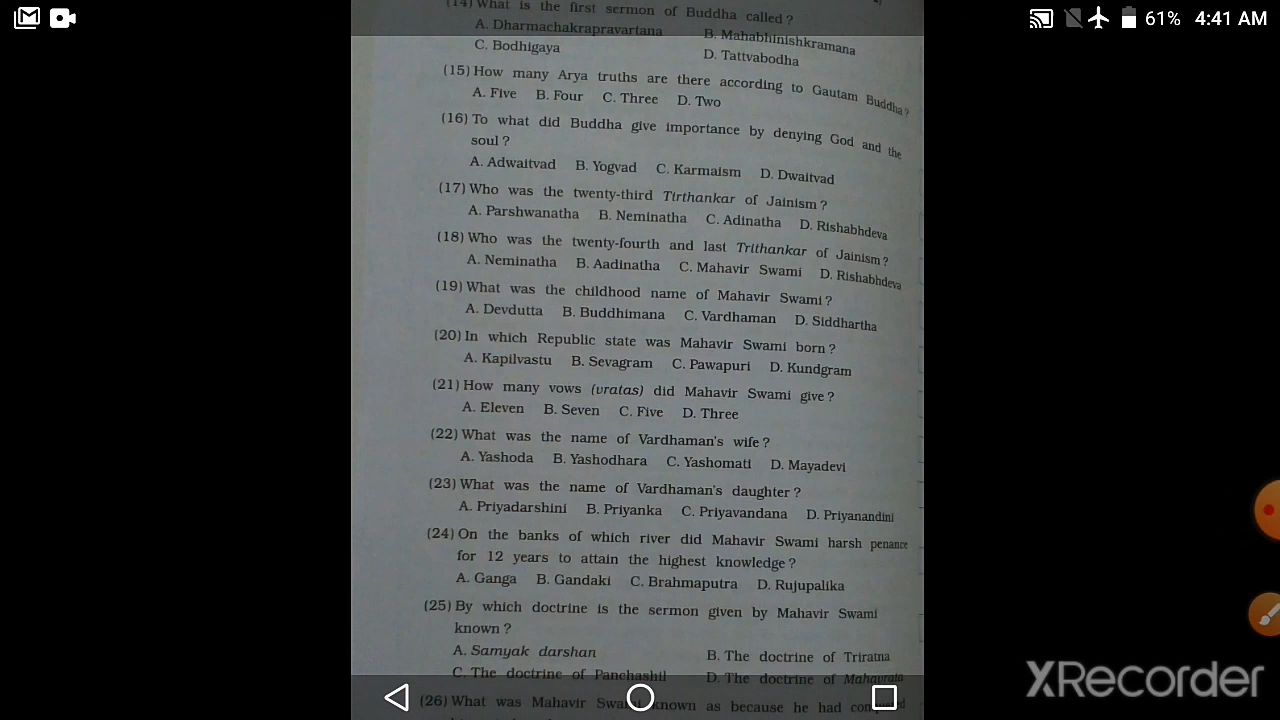 61% 4:41 AM
(14) What is the first sermon of Buddha called ?
A. Dharmachakrapravartana B. Mahabhinishkramana
C. Bodhigaya D. Tattvabodha
(15) How many Arya truths are there according to Gautam Buddha ?
A. Five B. Four C. Three D. Two
(16) To what did Buddha give importance by denying God and the
soul ?
A. Adwaitvad B. Yogvad C. Karmaism D. Dwaitvad
(17) Who was the twenty-third Tirthankar of Jainism ?
A. Parshwanatha B. Neminatha C. Adinatha D. Rishabhdeva
(18) Who was the twenty-fourth and last Trithankar of Jainism ?
A. Neminatha B. Aadinatha C. Mahavir Swami D. Rishabhdeva
(19) What was the childhood name of Mahavir Swami ?
A. Devdutta B. Buddhimana C. Vardhaman D. Siddhartha
(20) In which Republic state was Mahavir Swami born ?
A. Kapilvastu B. Sevagram C. Pawapuri D. Kundgram
(21) How many vows (vratas) did Mahavir Swami give ?
A. Eleven B. Seven C. Five D. Three
(22) What was the name of Vardhaman's wife ?
A. Yashoda B. Yashodhara C. Yashomati D. Mayadevi
(23) What was the name of Vardhaman's daughter ?
A. Priyadarshini B. Priyanka C. Priyavandana D. Priyanandini
(24) On the banks of which river did Mahavir Swami harsh penance
for 12 years to attain the highest knowledge ?
A. Ganga B. Gandaki C. Brahmaputra D. Rujupalika
(25) By which doctrine is the sermon given by Mahavir Swami
known ?
A. Samyak darshan B. The doctrine of Triratna
C. The doctrine of Panchashil D. The doctrine of Mahavrata
(26) What was Mahavir Swami known as because he had
XRecorder